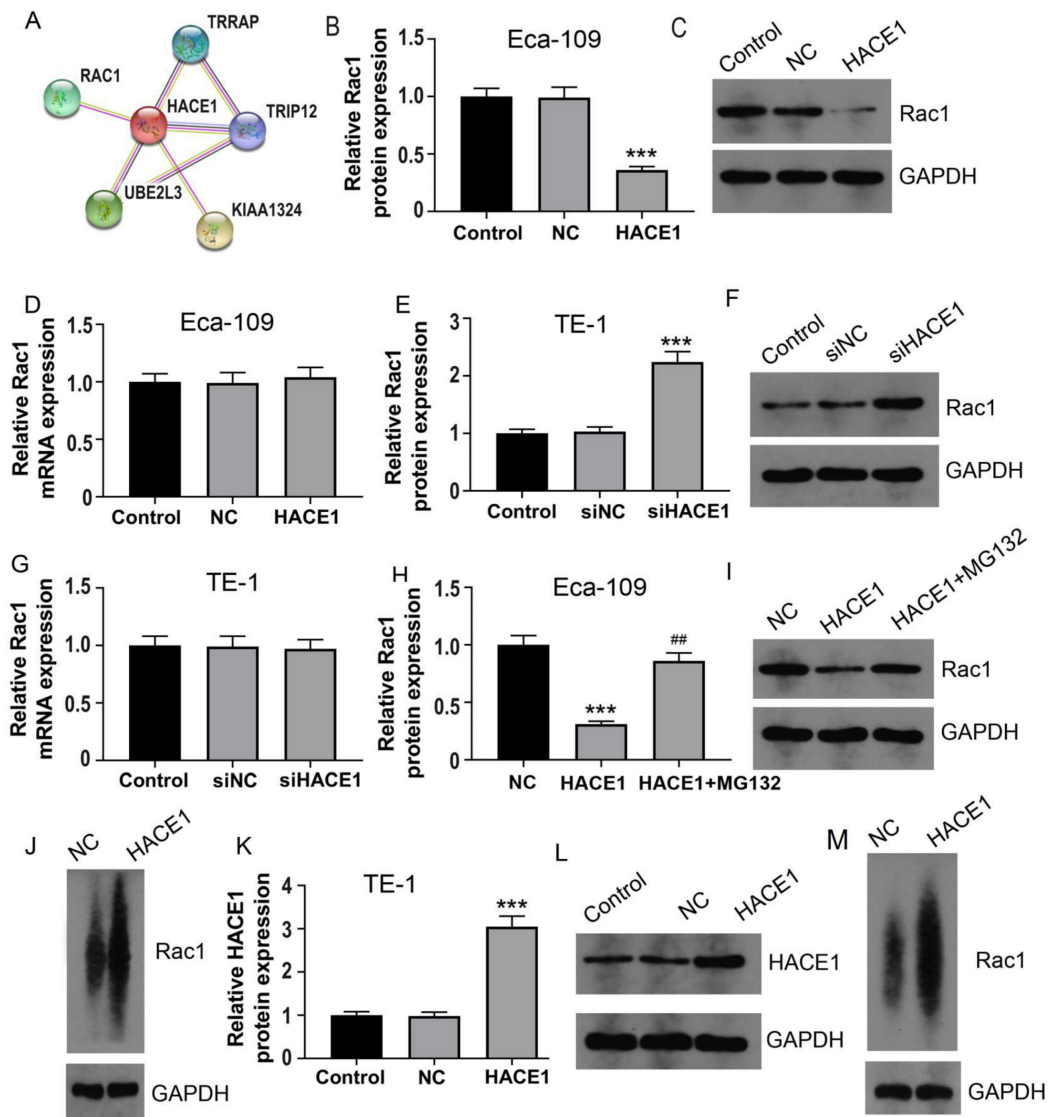 A
TRRAP
RAC1
HACE1
TRIP12
UBE2L3
KIAA1324
B
Eca-109
Relative Rac1
protein expression
1.5
1.0
0.5
0
***
Control NC HACE1
C
Control NC HACE1
Rac1
GAPDH
D
Eca-109
Relative Rac1
mRNA expression
1.5
1.0
0.5
0
Control NC HACE1
E
TE-1
Relative Rac1
protein expression
3
2
1
0
***
Control siNC siHACE1
F
Control siNC siHACE1
Rac1
GAPDH
G
TE-1
Relative Rac1
mRNA expression
1.5
1.0
0.5
0
Control siNC siHACE1
H
Eca-109
Relative Rac1
protein expression
1.5
1.0
0.5
0
***
##
NC HACE1 HACE1+MG132
I
NC HACE1 HACE1+MG132
Rac1
GAPDH
J
NC HACE1
Rac1
GAPDH
K
TE-1
Relative HACE1
protein expression
4
3
2
1
0
***
Control NC HACE1
L
Control NC HACE1
HACE1
GAPDH
M
NC HACE1
Rac1
GAPDH